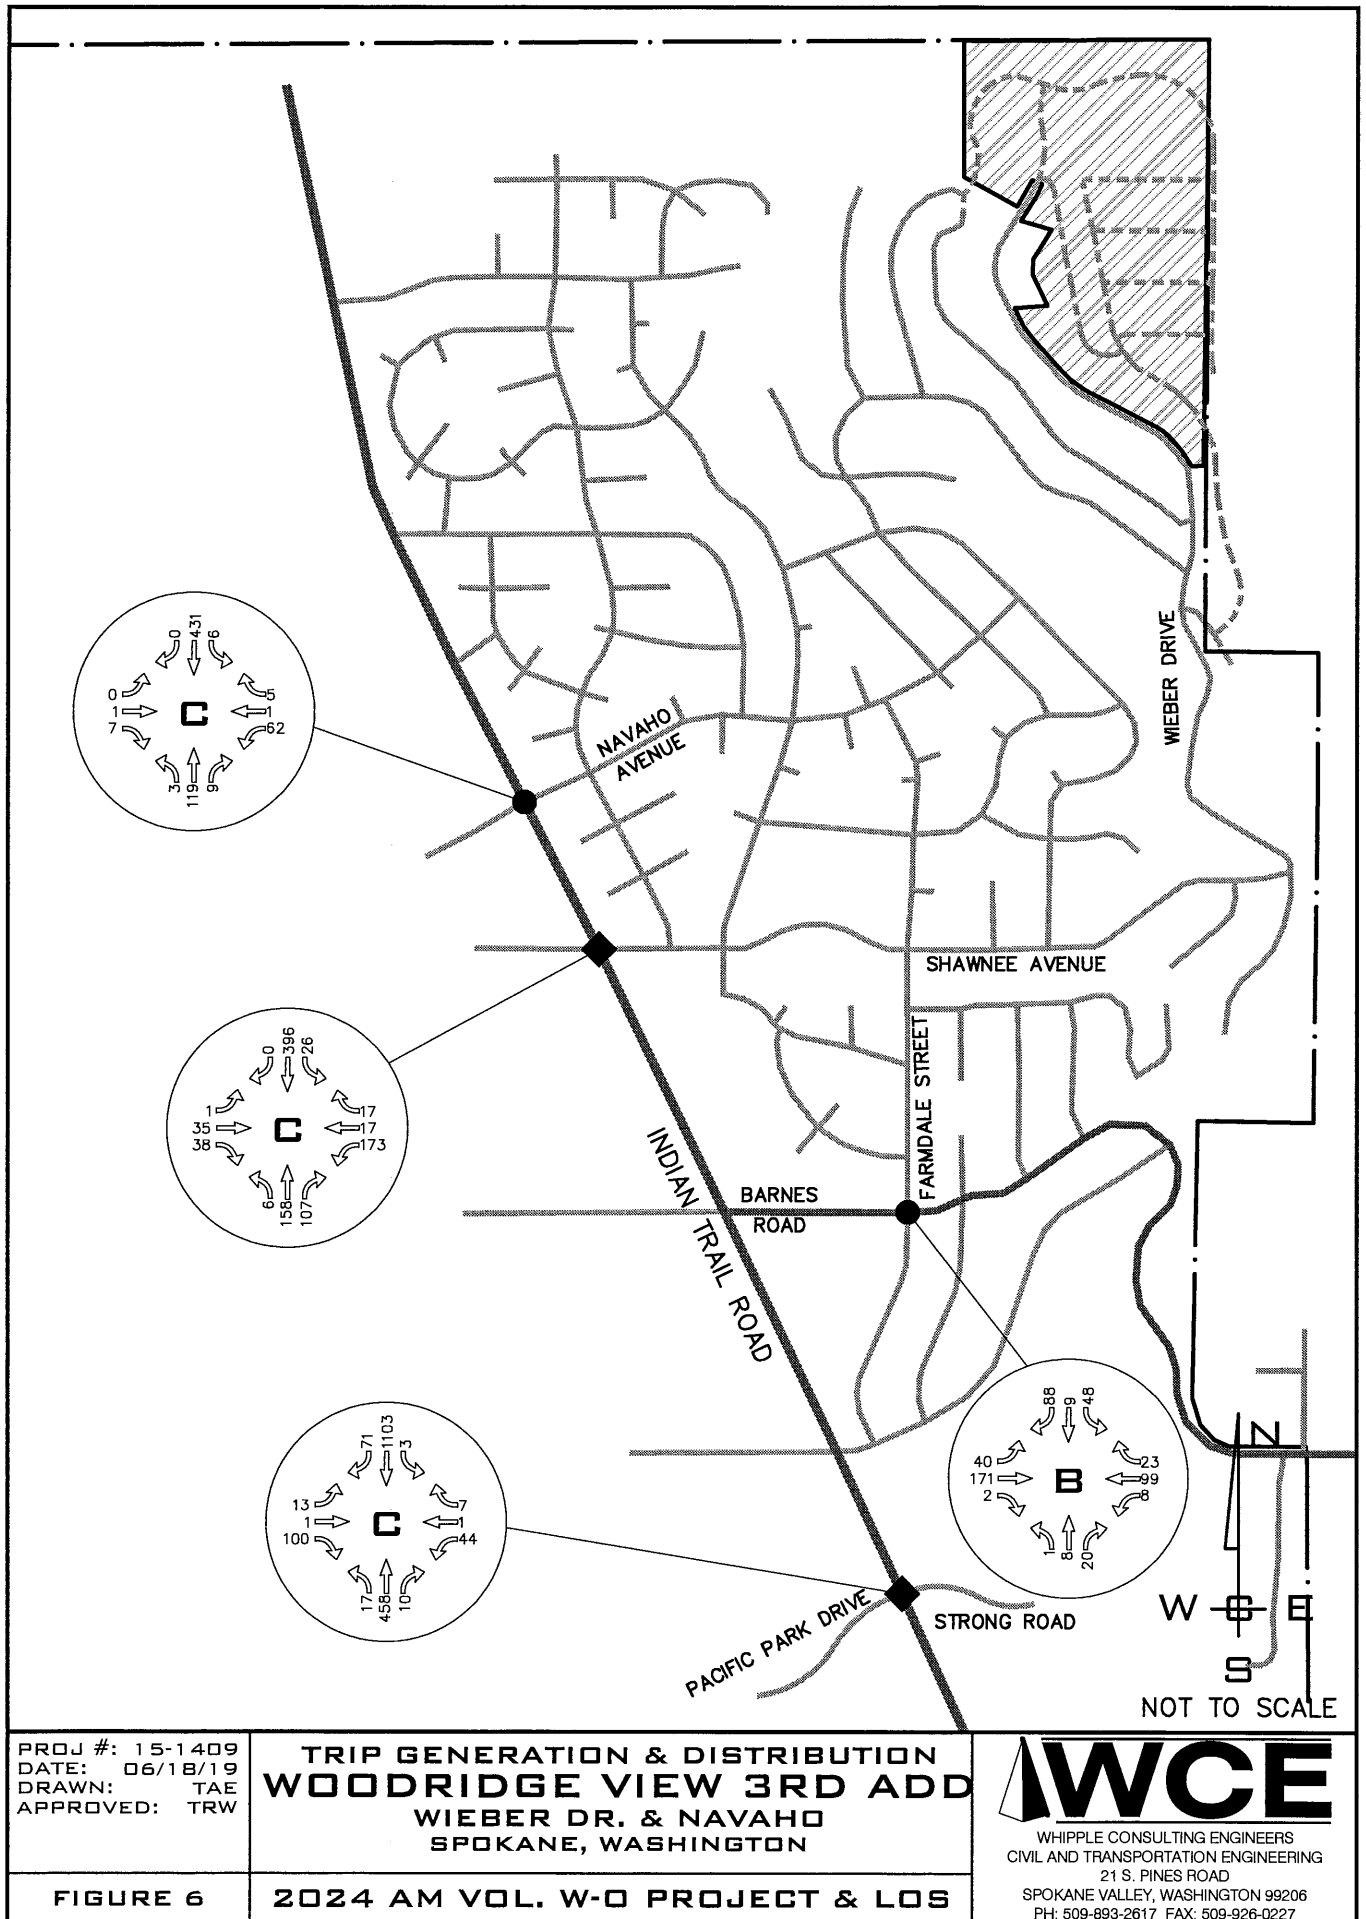 0
431
6
0
1
7
C
5
1
62
3
119
9
NAVAHO
AVENUE
WIEBER DRIVE
SHAWNEE AVENUE
0
396
26
1
35
38
C
17
17
173
6
158
107
INDIAN TRAIL ROAD
BARNES
ROAD
FARMDALE STREET
71
1103
3
13
1
100
C
7
1
44
17
458
10
88
9
48
40
171
2
B
23
99
8
1
8
20
PACIFIC PARK DRIVE
STRONG ROAD
N
W
E
S
NOT TO SCALE
PROJ #: 15-1409
DATE: 06/18/19
DRAWN: TAE
APPROVED: TRW
FIGURE 6
TRIP GENERATION & DISTRIBUTION
WOODRIDGE VIEW 3RD ADD
WIEBER DR. & NAVAHO
SPOKANE, WASHINGTON
2024 AM VOL. W-O PROJECT & LOS
WCE
WHIPPLE CONSULTING ENGINEERS
CIVIL AND TRANSPORTATION ENGINEERING
21 S. PINES ROAD
SPOKANE VALLEY, WASHINGTON 99206
PH: 509-893-2617 FAX: 509-926-0227